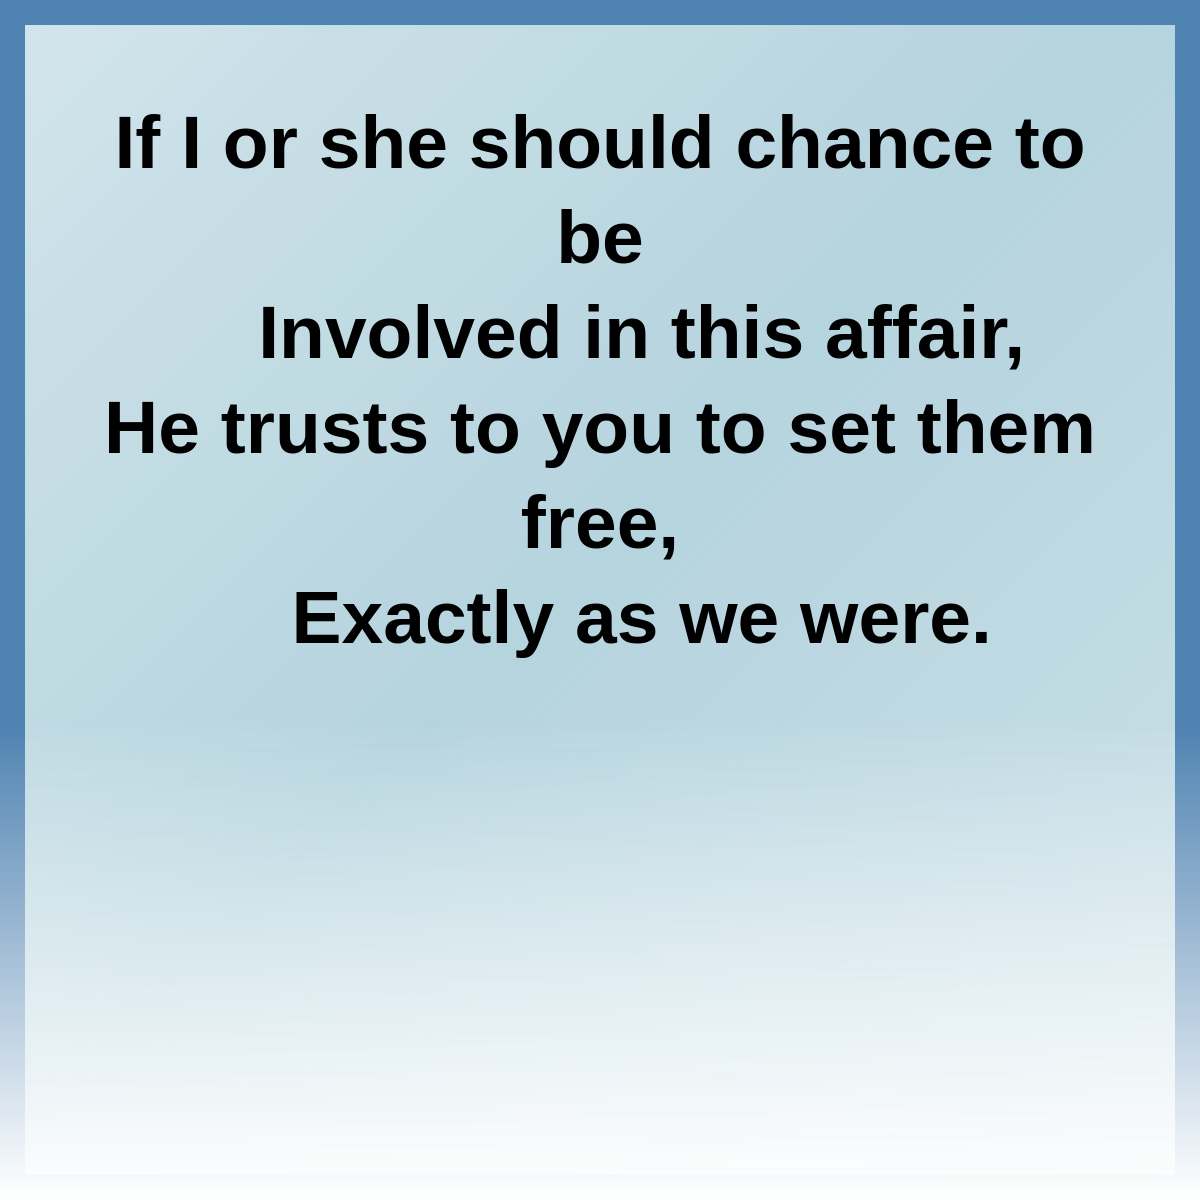 If I or she should chance to
be
Involved in this affair,
He trusts to you to set them
free,
Exactly as we were.